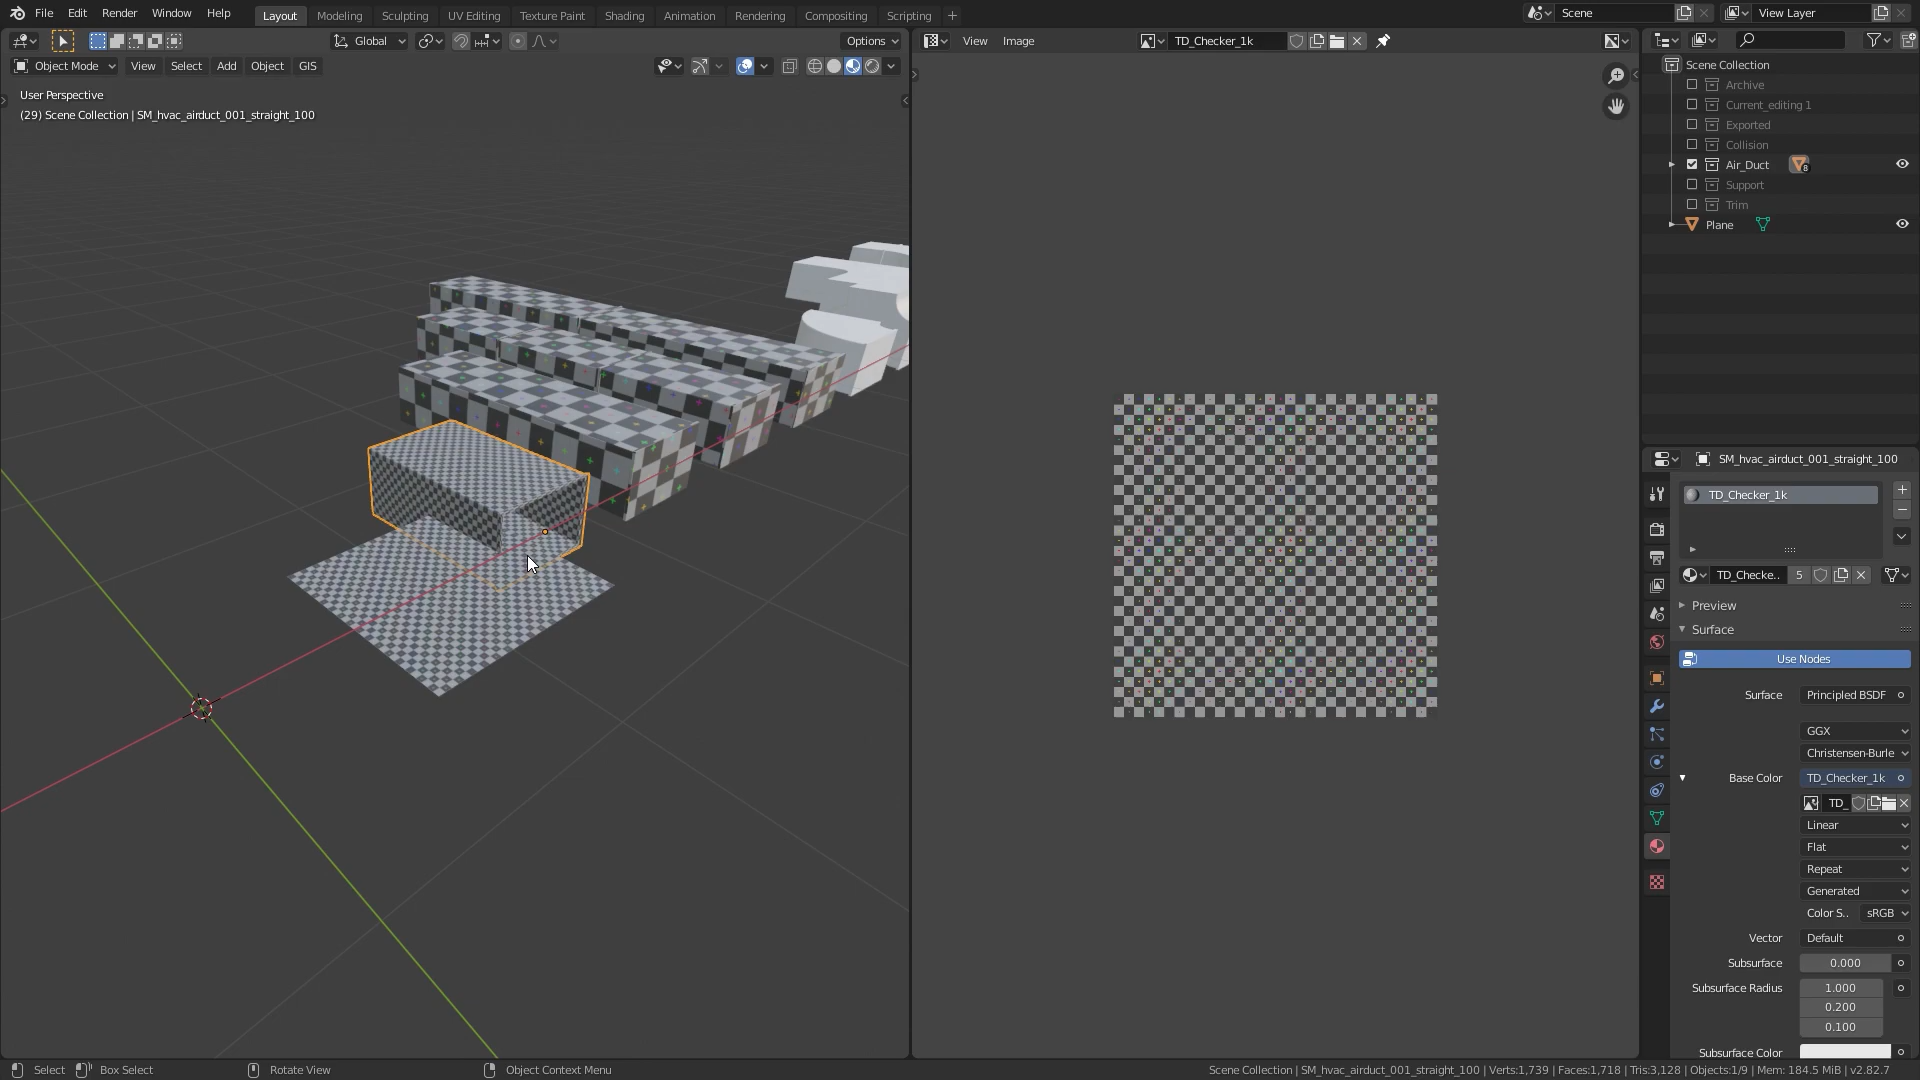 File Edit Render Window Help
Layout Modeling Sculpting UV Editing Texture Paint Shading Animation Rendering Compositing Scripting +
Scene
View Layer
Global
Options
Object Mode View Select Add Object GIS
User Perspective
(29) Scene Collection | SM_hvac_airduct_001_straight_100
View Image
TD_Checker_1k
Scene Collection
Archive
Current_editing 1
Exported
Collision
Air_Duct 8
Support
Trim
Plane
SM_hvac_airduct_001_straight_100
TD_Checker_1k
TD_Checke.. 5
Preview
Surface
Use Nodes
Surface Principled BSDF
GGX
Christensen-Burle
Base Color TD_Checker_1k
TD_
Linear
Flat
Repeat
Generated
Color S.. sRGB
Vector Default
Subsurface 0.000
Subsurface Radius 1.000
0.200
0.100
Subsurface Color
Select Box Select Rotate View Object Context Menu
Scene Collection | SM_hvac_airduct_001_straight_100 | Verts:1,739 | Faces:1,718 | Tris:3,128 | Objects:1/9 | Mem: 184.5 MiB | v2.82.7